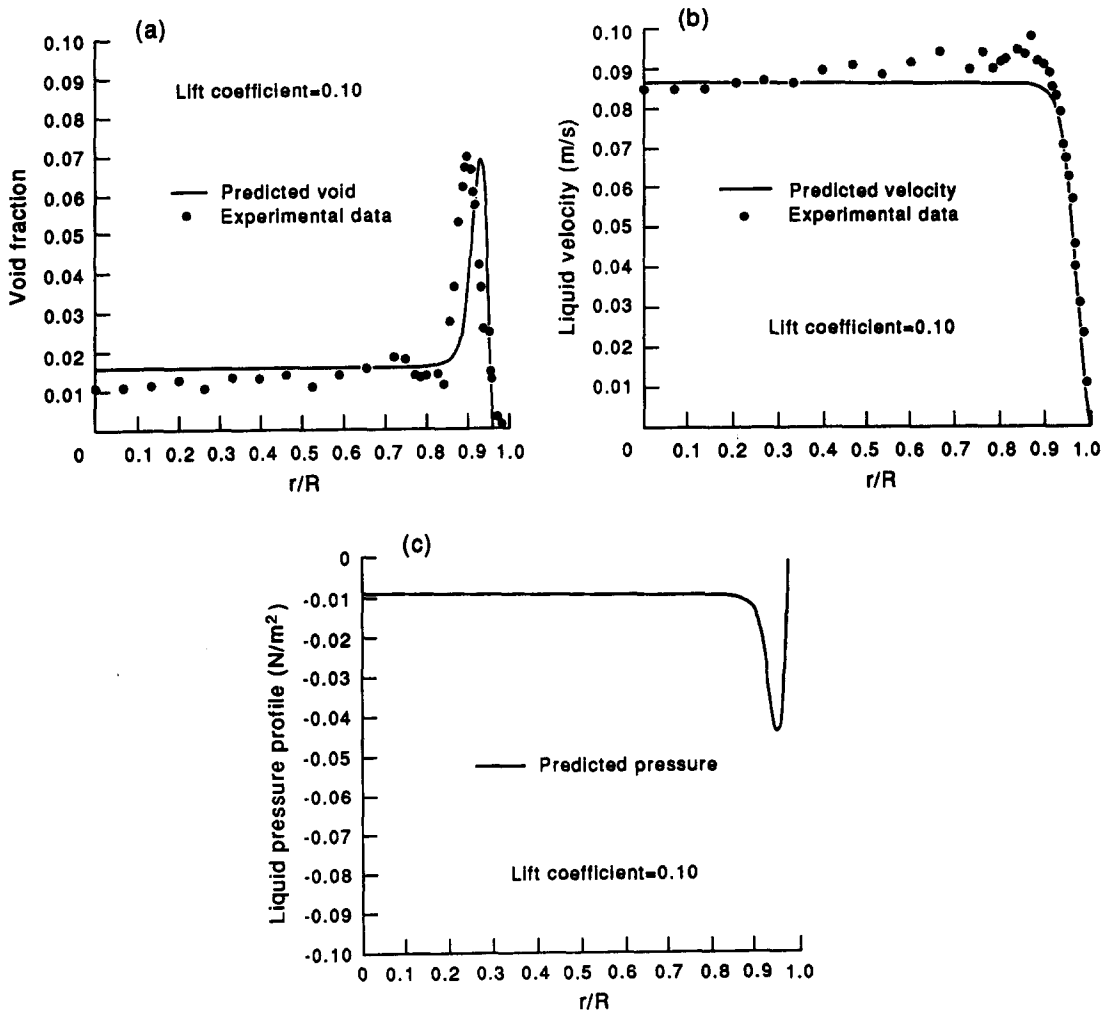 (a)
0.10
0.09
0.08
0.07
0.06
0.05
0.04
0.03
0.02
0.01
Void fraction
Lift coefficient=0.10
Predicted void
Experimental data
0 0.1 0.2 0.3 0.4 0.5 0.6 0.7 0.8 0.9 1.0
r/R
(b)
0.10
0.09
0.08
0.07
0.06
0.05
0.04
0.03
0.02
0.01
Liquid velocity (m/s)
Predicted velocity
Experimental data
Lift coefficient=0.10
0 0.1 0.2 0.3 0.4 0.5 0.6 0.7 0.8 0.9 1.0
r/R
(c)
0
-0.01
-0.02
-0.03
-0.04
-0.05
-0.06
-0.07
-0.08
-0.09
-0.10
Liquid pressure profile (N/m²)
Predicted pressure
Lift coefficient=0.10
0 0.1 0.2 0.3 0.4 0.5 0.6 0.7 0.8 0.9 1.0
r/R